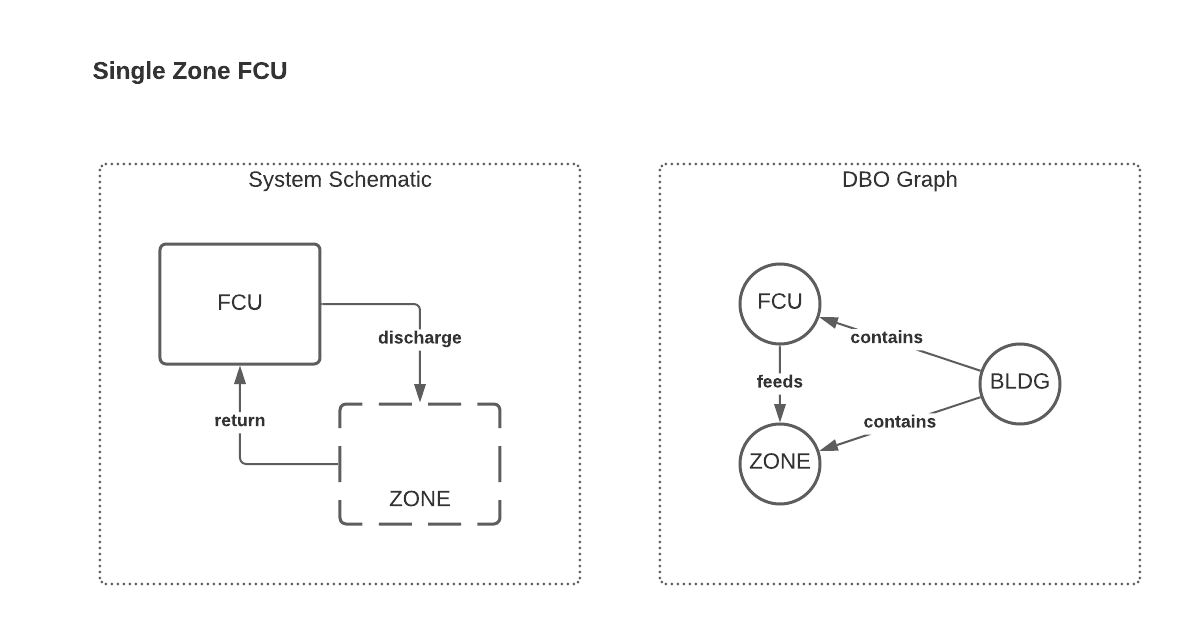 Single Zone FCU
System Schematic
FCU
discharge
return
ZONE
DBO Graph
FCU
contains
feeds
BLDG
contains
ZONE